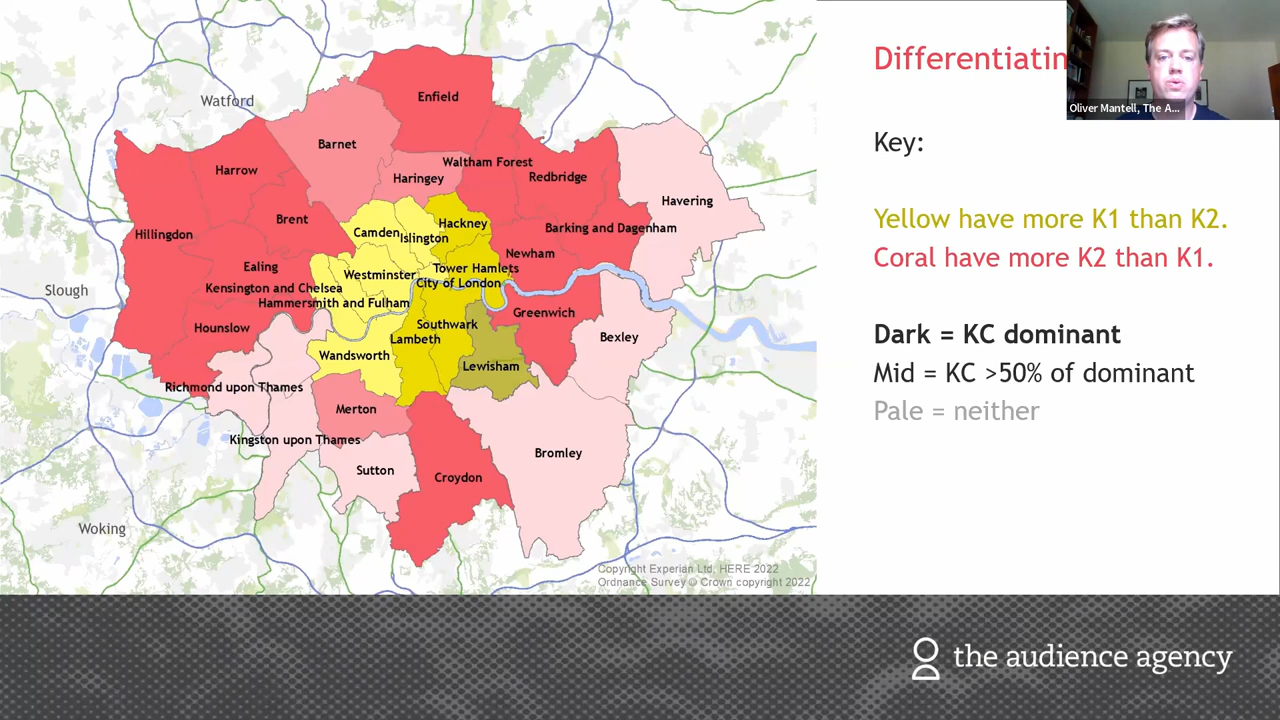 Differentiatin
Oliver Mantell, The A...
Key:
Yellow have more K1 than K2.
Coral have more K2 than K1.
Dark = KC dominant
Mid = KC >50% of dominant
Pale = neither
Watford
Enfield
Barnet
Waltham Forest
Harrow
Haringey
Redbridge
Havering
Brent
Hackney
Camden
Barking and Dagenham
Hillingdon
Islington
Newham
Ealing
Tower Hamlets
Westminster
City of London
Kensington and Chelsea
Slough
Hammersmith and Fulham
Greenwich
Hounslow
Southwark
Bexley
Lambeth
Wandsworth
Lewisham
Richmond upon Thames
Merton
Kingston upon Thames
Bromley
Sutton
Croydon
Woking
Copyright Experian Ltd, HERE 2022
Ordnance Survey © Crown copyright 2022
the audience agency